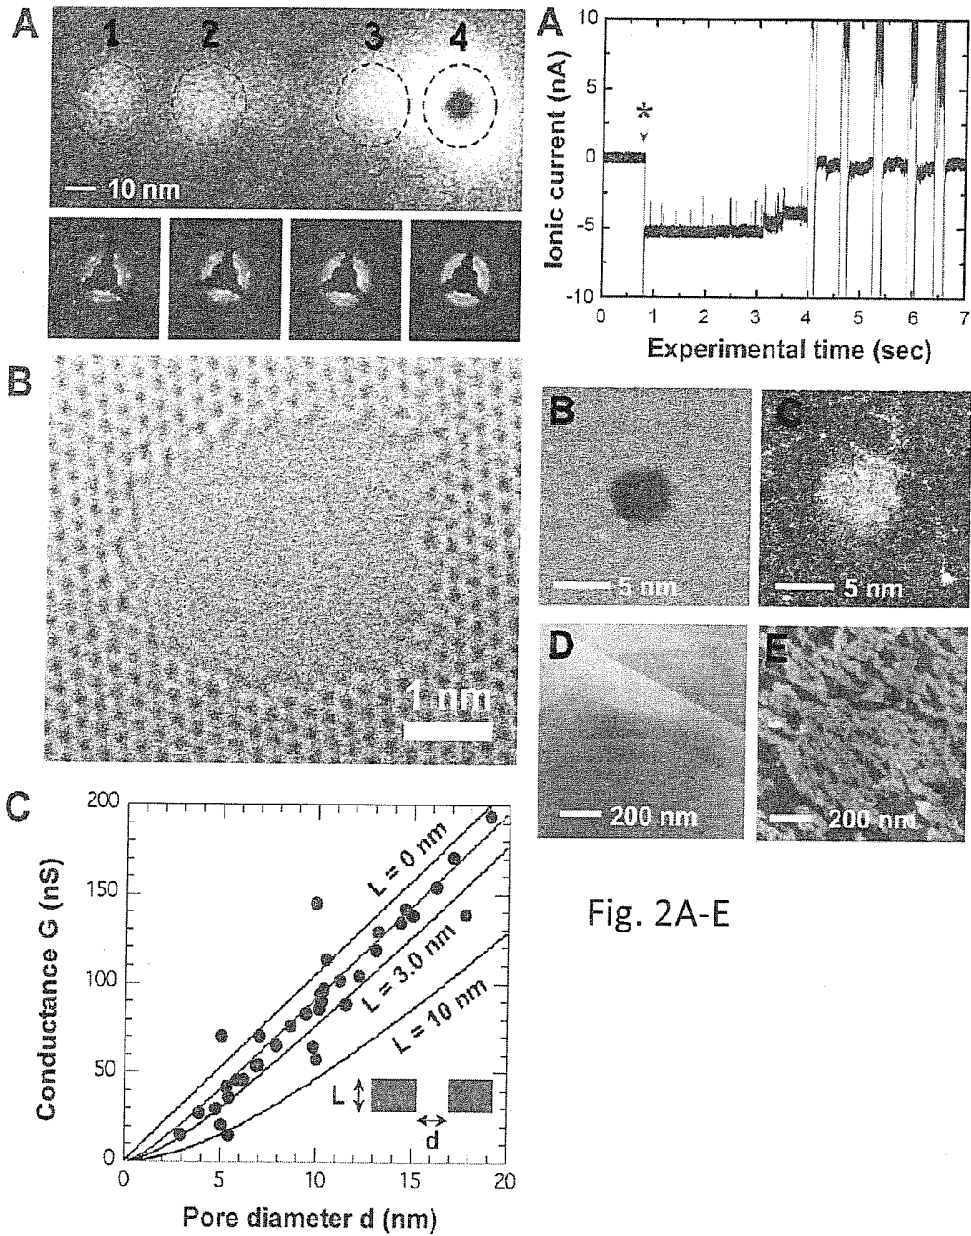 A
1 2 3 4
10 nm
B
1 nm
C
Conductance G (nS)
200
150
100
50
0
L = 0 nm
L = 3.0 nm
L = 10 nm
L
d
0 5 10 15 20
Pore diameter d (nm)
A
Ionic current (nA)
10
5
0
-5
-10
*
0 1 2 3 4 5 6 7
Experimental time (sec)
B
5 nm
C
5 nm
D
200 nm
E
200 nm
Fig. 2A-E